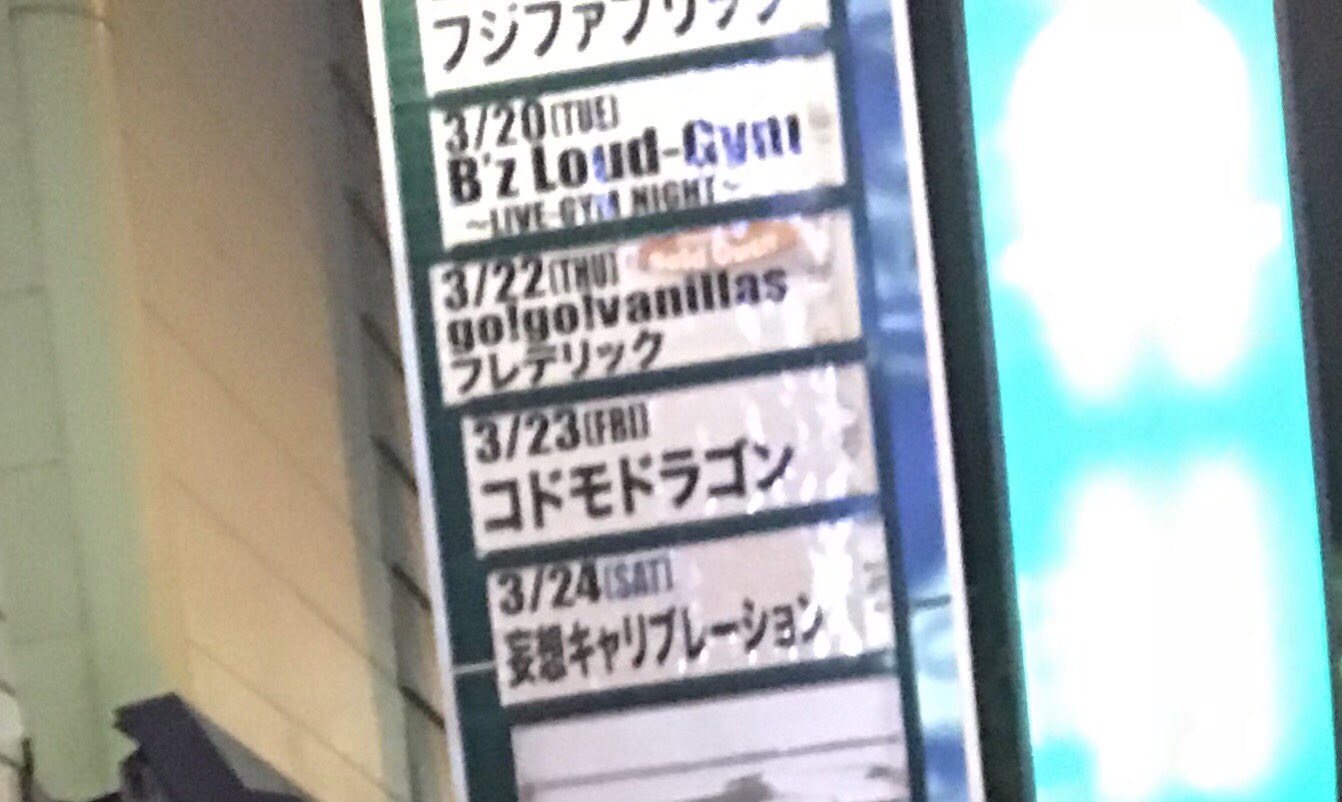 フジファブリック
3/20(TUE)
B'z Loud-Gym
~LIVE-GYM NIGHT~
3/22(THU)
go!go!vanillas
フレデリック
3/23(FRI)
コドモドラゴン
3/24(SAT)
妄想キャリブレーション